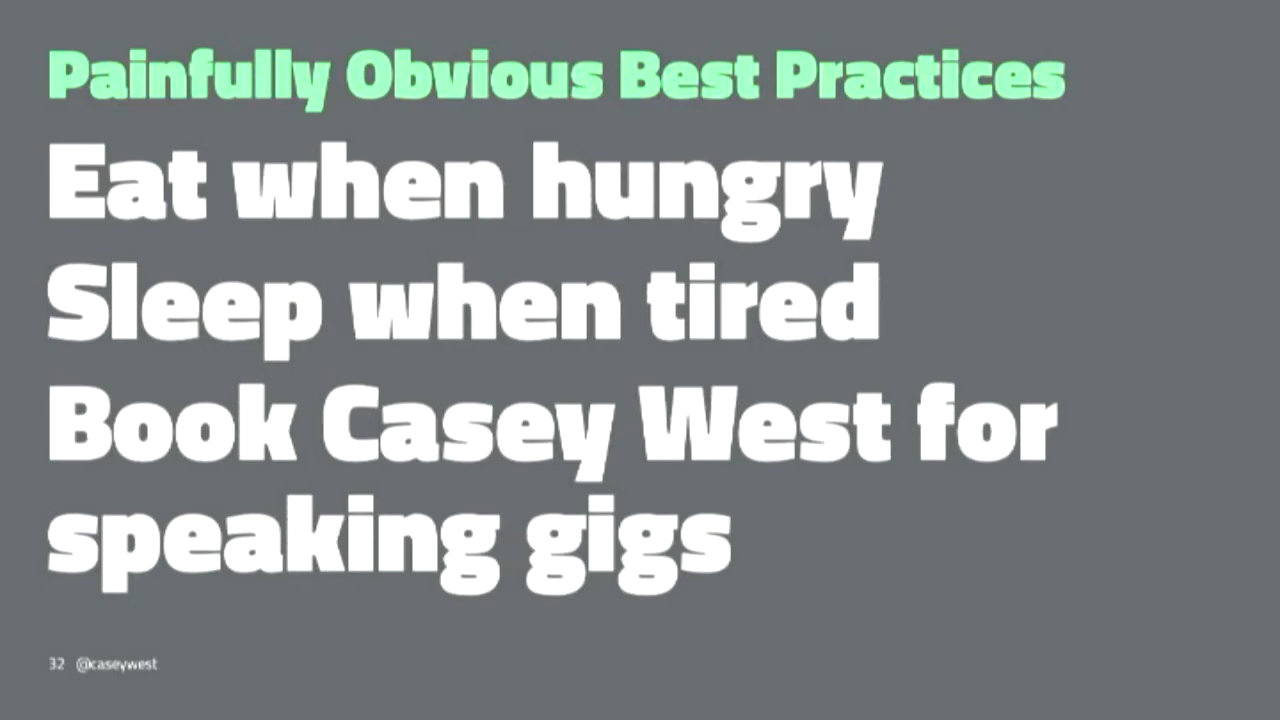 Painfully Obvious Best Practices
Eat when hungry
Sleep when tired
Book Casey West for
speaking gigs
32 @caseywest